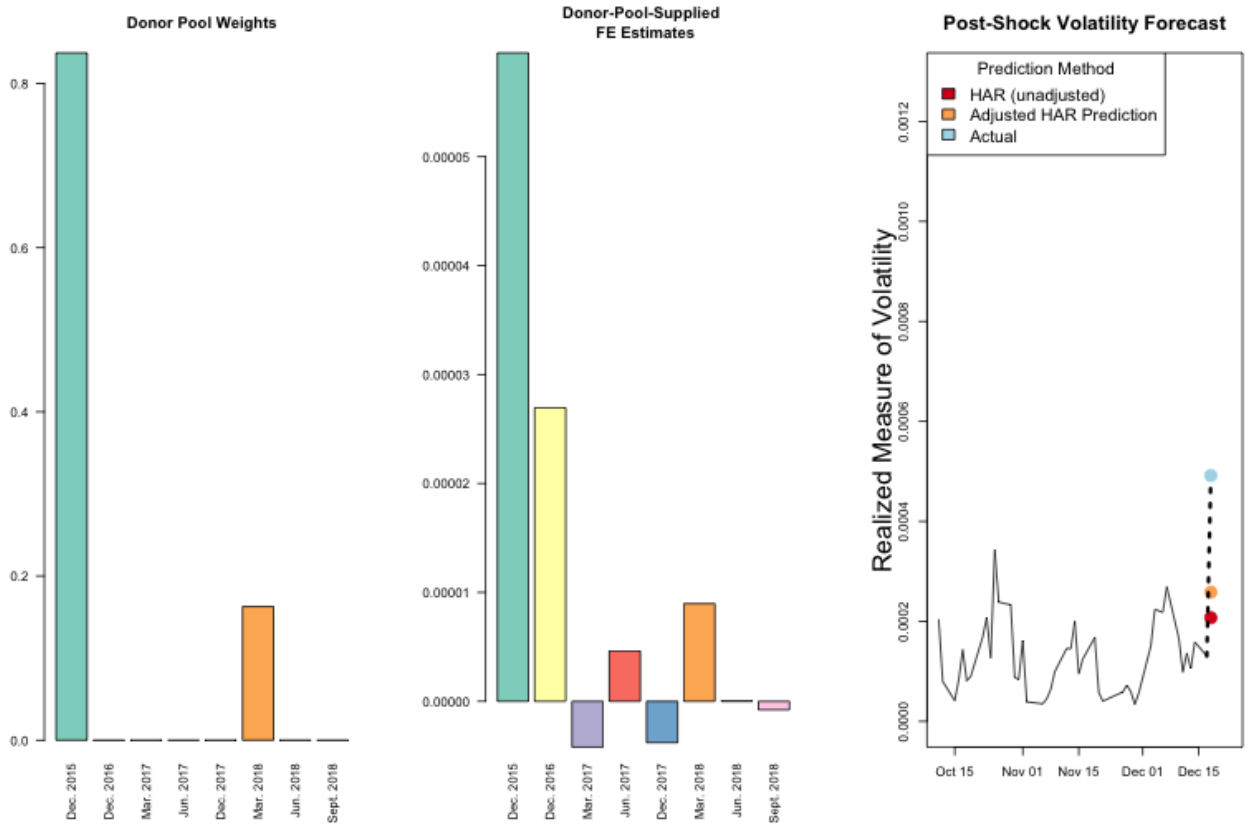 Donor Pool Weights
0.8
0.6
0.4
0.2
0.0
Dec. 2015
Dec. 2016
Mar. 2017
Jun. 2017
Dec. 2017
Mar. 2018
Jun. 2018
Sept. 2018
Donor-Pool-Supplied
FE Estimates
0.00005
0.00004
0.00003
0.00002
0.00001
0.00000
Dec. 2015
Dec. 2016
Mar. 2017
Jun. 2017
Dec. 2017
Mar. 2018
Jun. 2018
Sept. 2018
Post-Shock Volatility Forecast
Prediction Method
HAR (unadjusted)
Adjusted HAR Prediction
Actual
Realized Measure of Volatility
0.0012
0.0010
0.0008
0.0006
0.0004
0.0002
0.0000
Oct 15
Nov 01
Nov 15
Dec 01
Dec 15